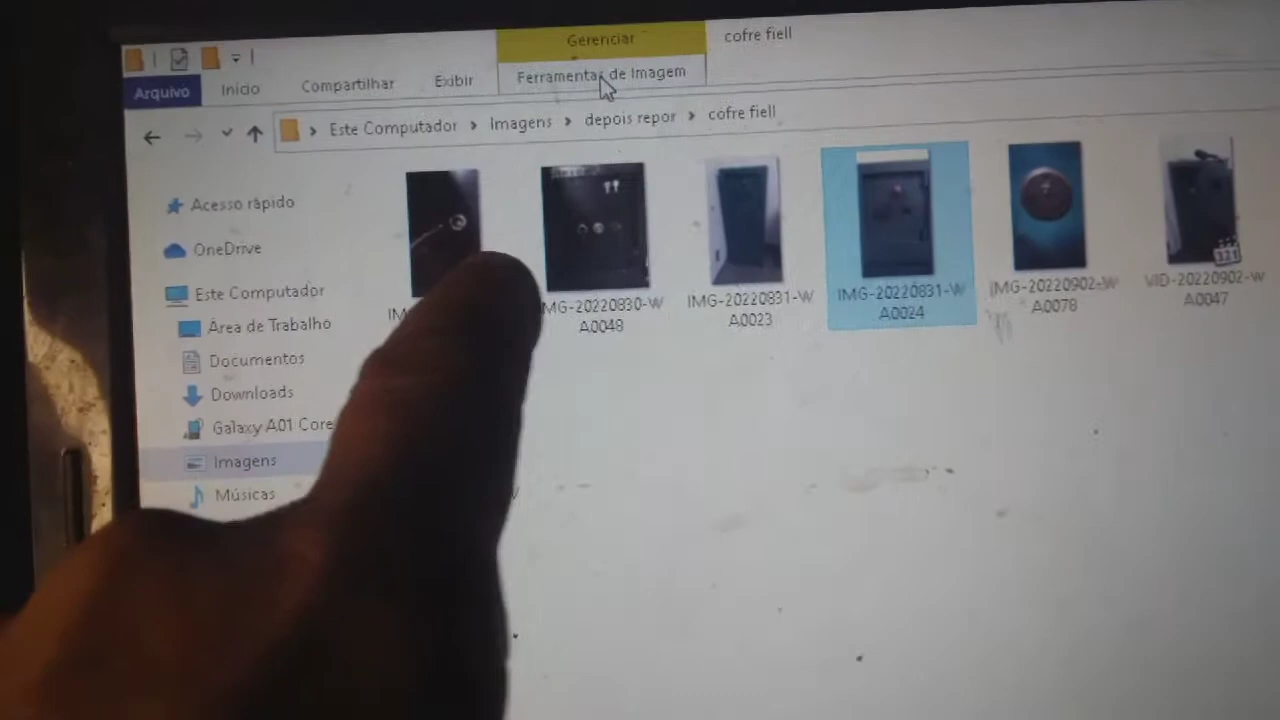 Gerenciar
cofre fiell
Arquivo
Início
Compartilhar
Exibir
Ferramentas de Imagem
Este Computador > Imagens > depois repor > cofre fiell
Acesso rápido
OneDrive
Este Computador
Área de Trabalho
Documentos
Downloads
Galaxy A01 Core
Imagens
Músicas
IMG-20220830-W
A0048
IMG-20220831-W
A0023
IMG-20220831-W
A0024
IMG-20220902-W
A0078
VID-20220902-W
A0047
321